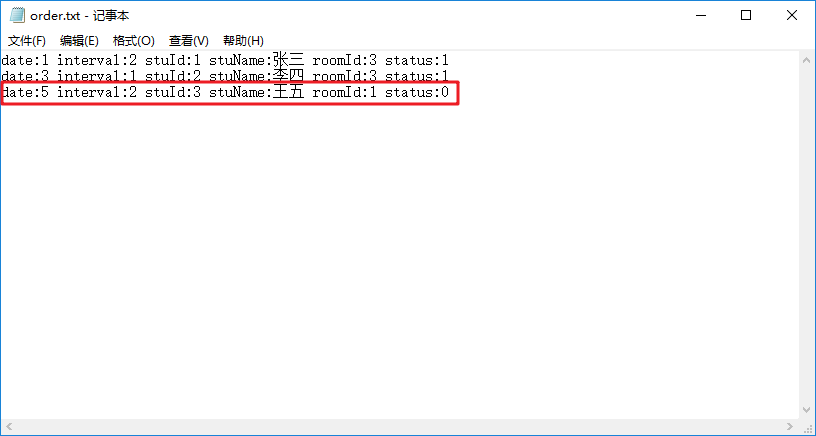 order.txt - 记事本
文件(F) 编辑(E) 格式(O) 查看(V) 帮助(H)
date:1 interval:2 stuId:1 stuName:张三 roomId:3 status:1
date:3 interval:1 stuId:2 stuName:李四 roomId:3 status:1
date:5 interval:2 stuId:3 stuName:王五 roomId:1 status:0